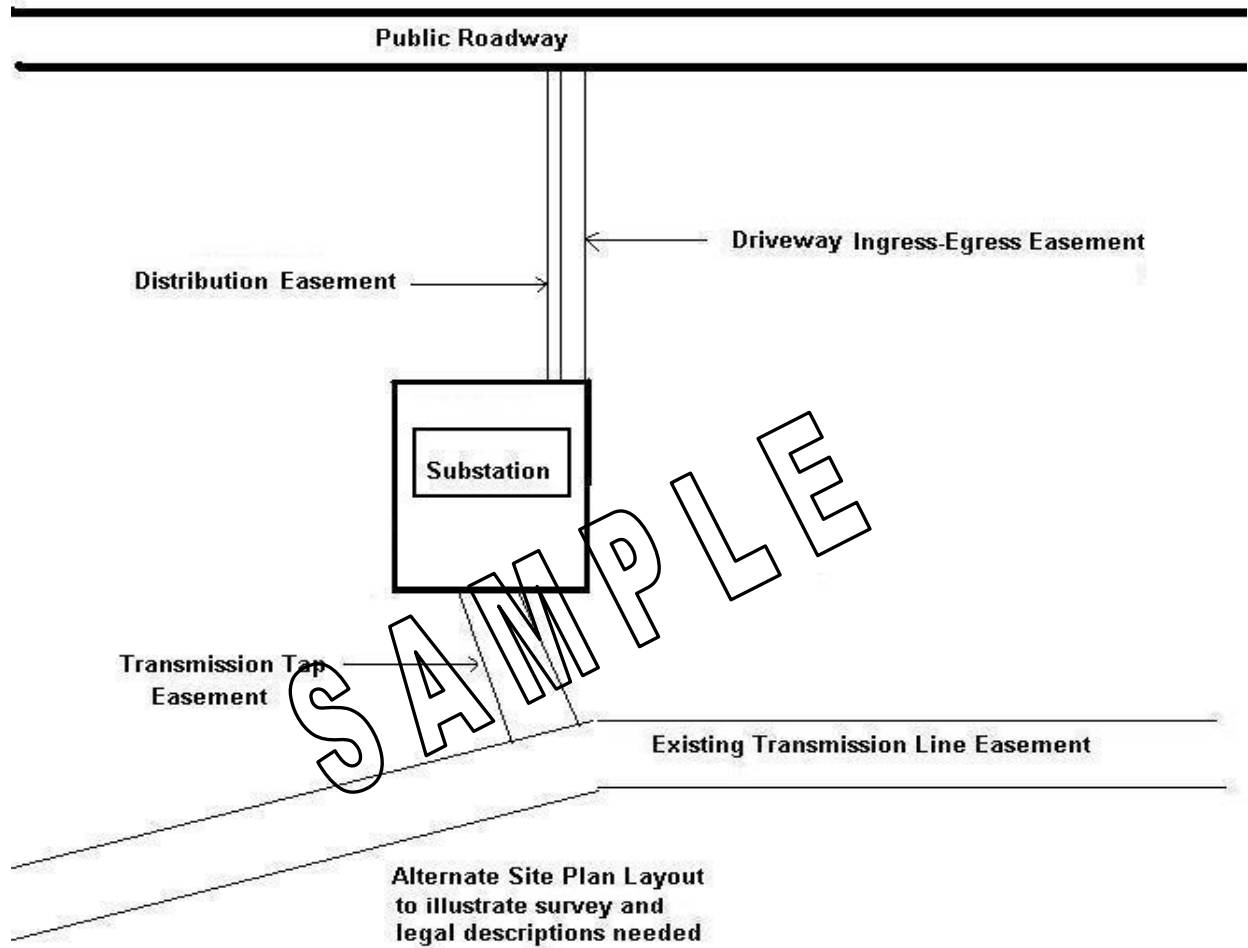 Public Roadway
Driveway Ingress-Egress Easement
Distribution Easement
Substation
SAMPLE
Transmission Tap
Easement
Existing Transmission Line Easement
Alternate Site Plan Layout
to illustrate survey and
legal descriptions needed